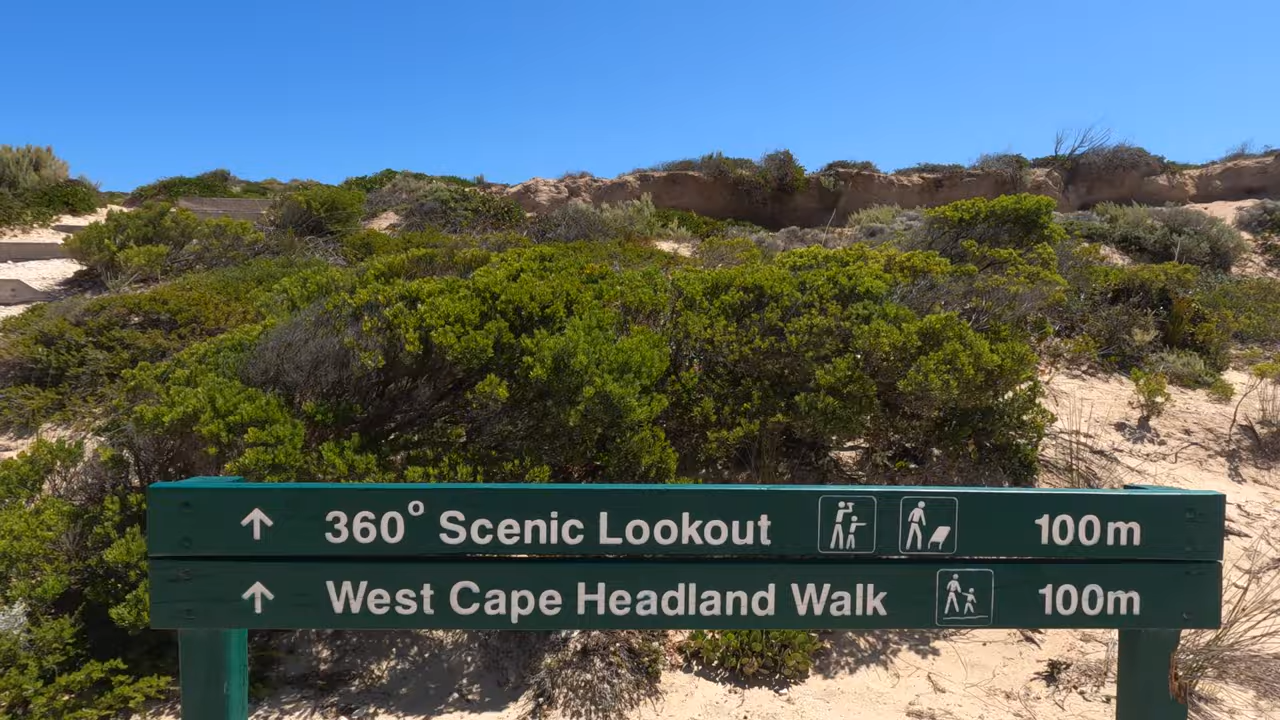 ↑ 360° Scenic Lookout 100m
↑ West Cape Headland Walk 100m